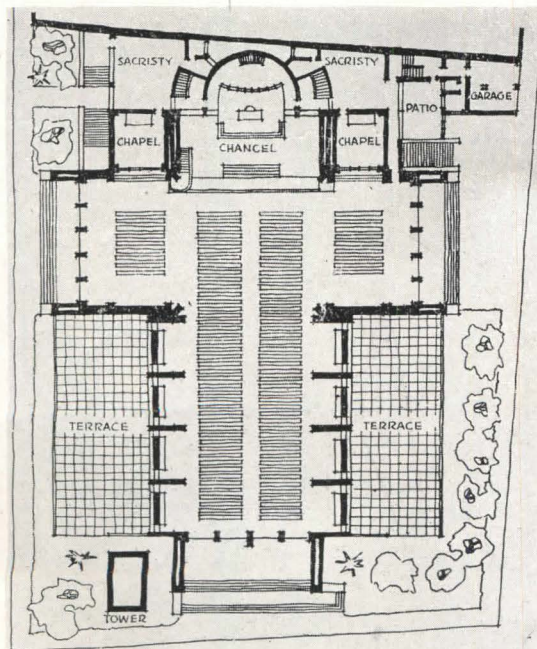 SACRISTY
SACRISTY
GARAGE
PATIO
CHAPEL
CHANCEL
CHAPEL
TERRACE
TERRACE
TOWER